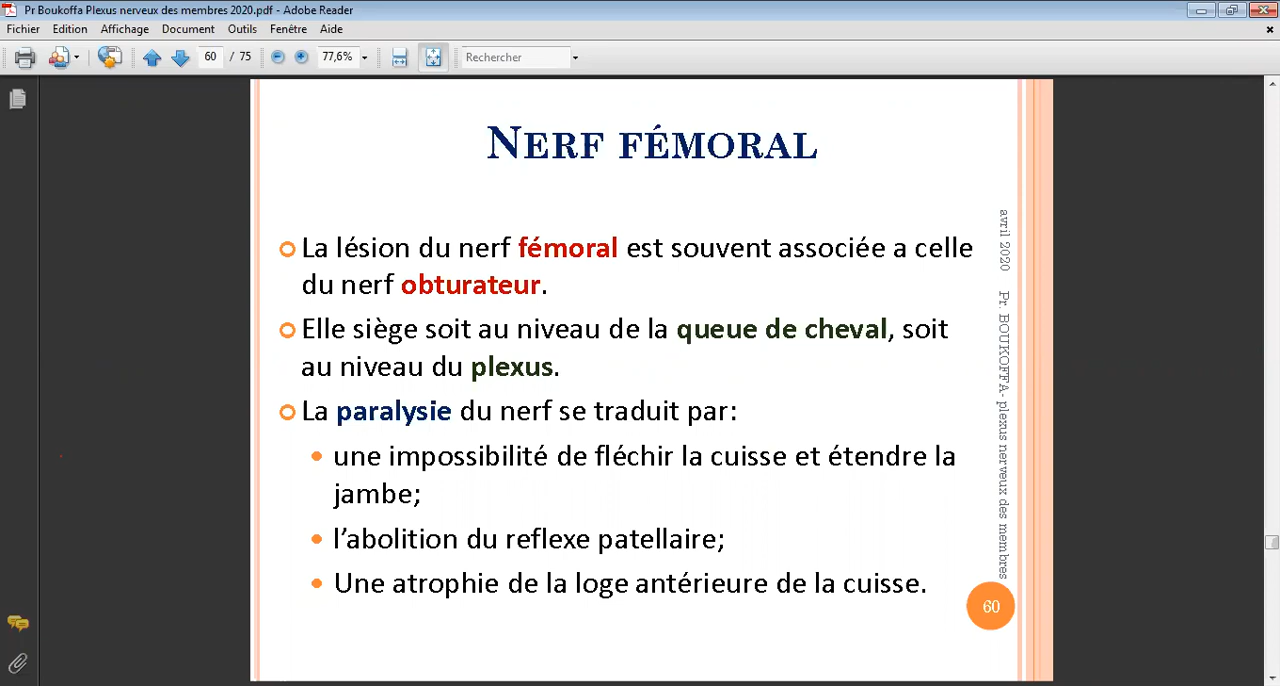 Pr Boukoffa Plexus nerveux des membres 2020.pdf - Adobe Reader
Fichier Edition Affichage Document Outils Fenêtre Aide
60 / 75 77,6% Rechercher
NERF FÉMORAL
La lésion du nerf fémoral est souvent associée a celle
du nerf obturateur.
Elle siège soit au niveau de la queue de cheval, soit
au niveau du plexus.
La paralysie du nerf se traduit par:
une impossibilité de fléchir la cuisse et étendre la
jambe;
l’abolition du reflexe patellaire;
Une atrophie de la loge antérieure de la cuisse.
avril 2020 Pr BOUKOFFA- plexus nerveux des membres
60